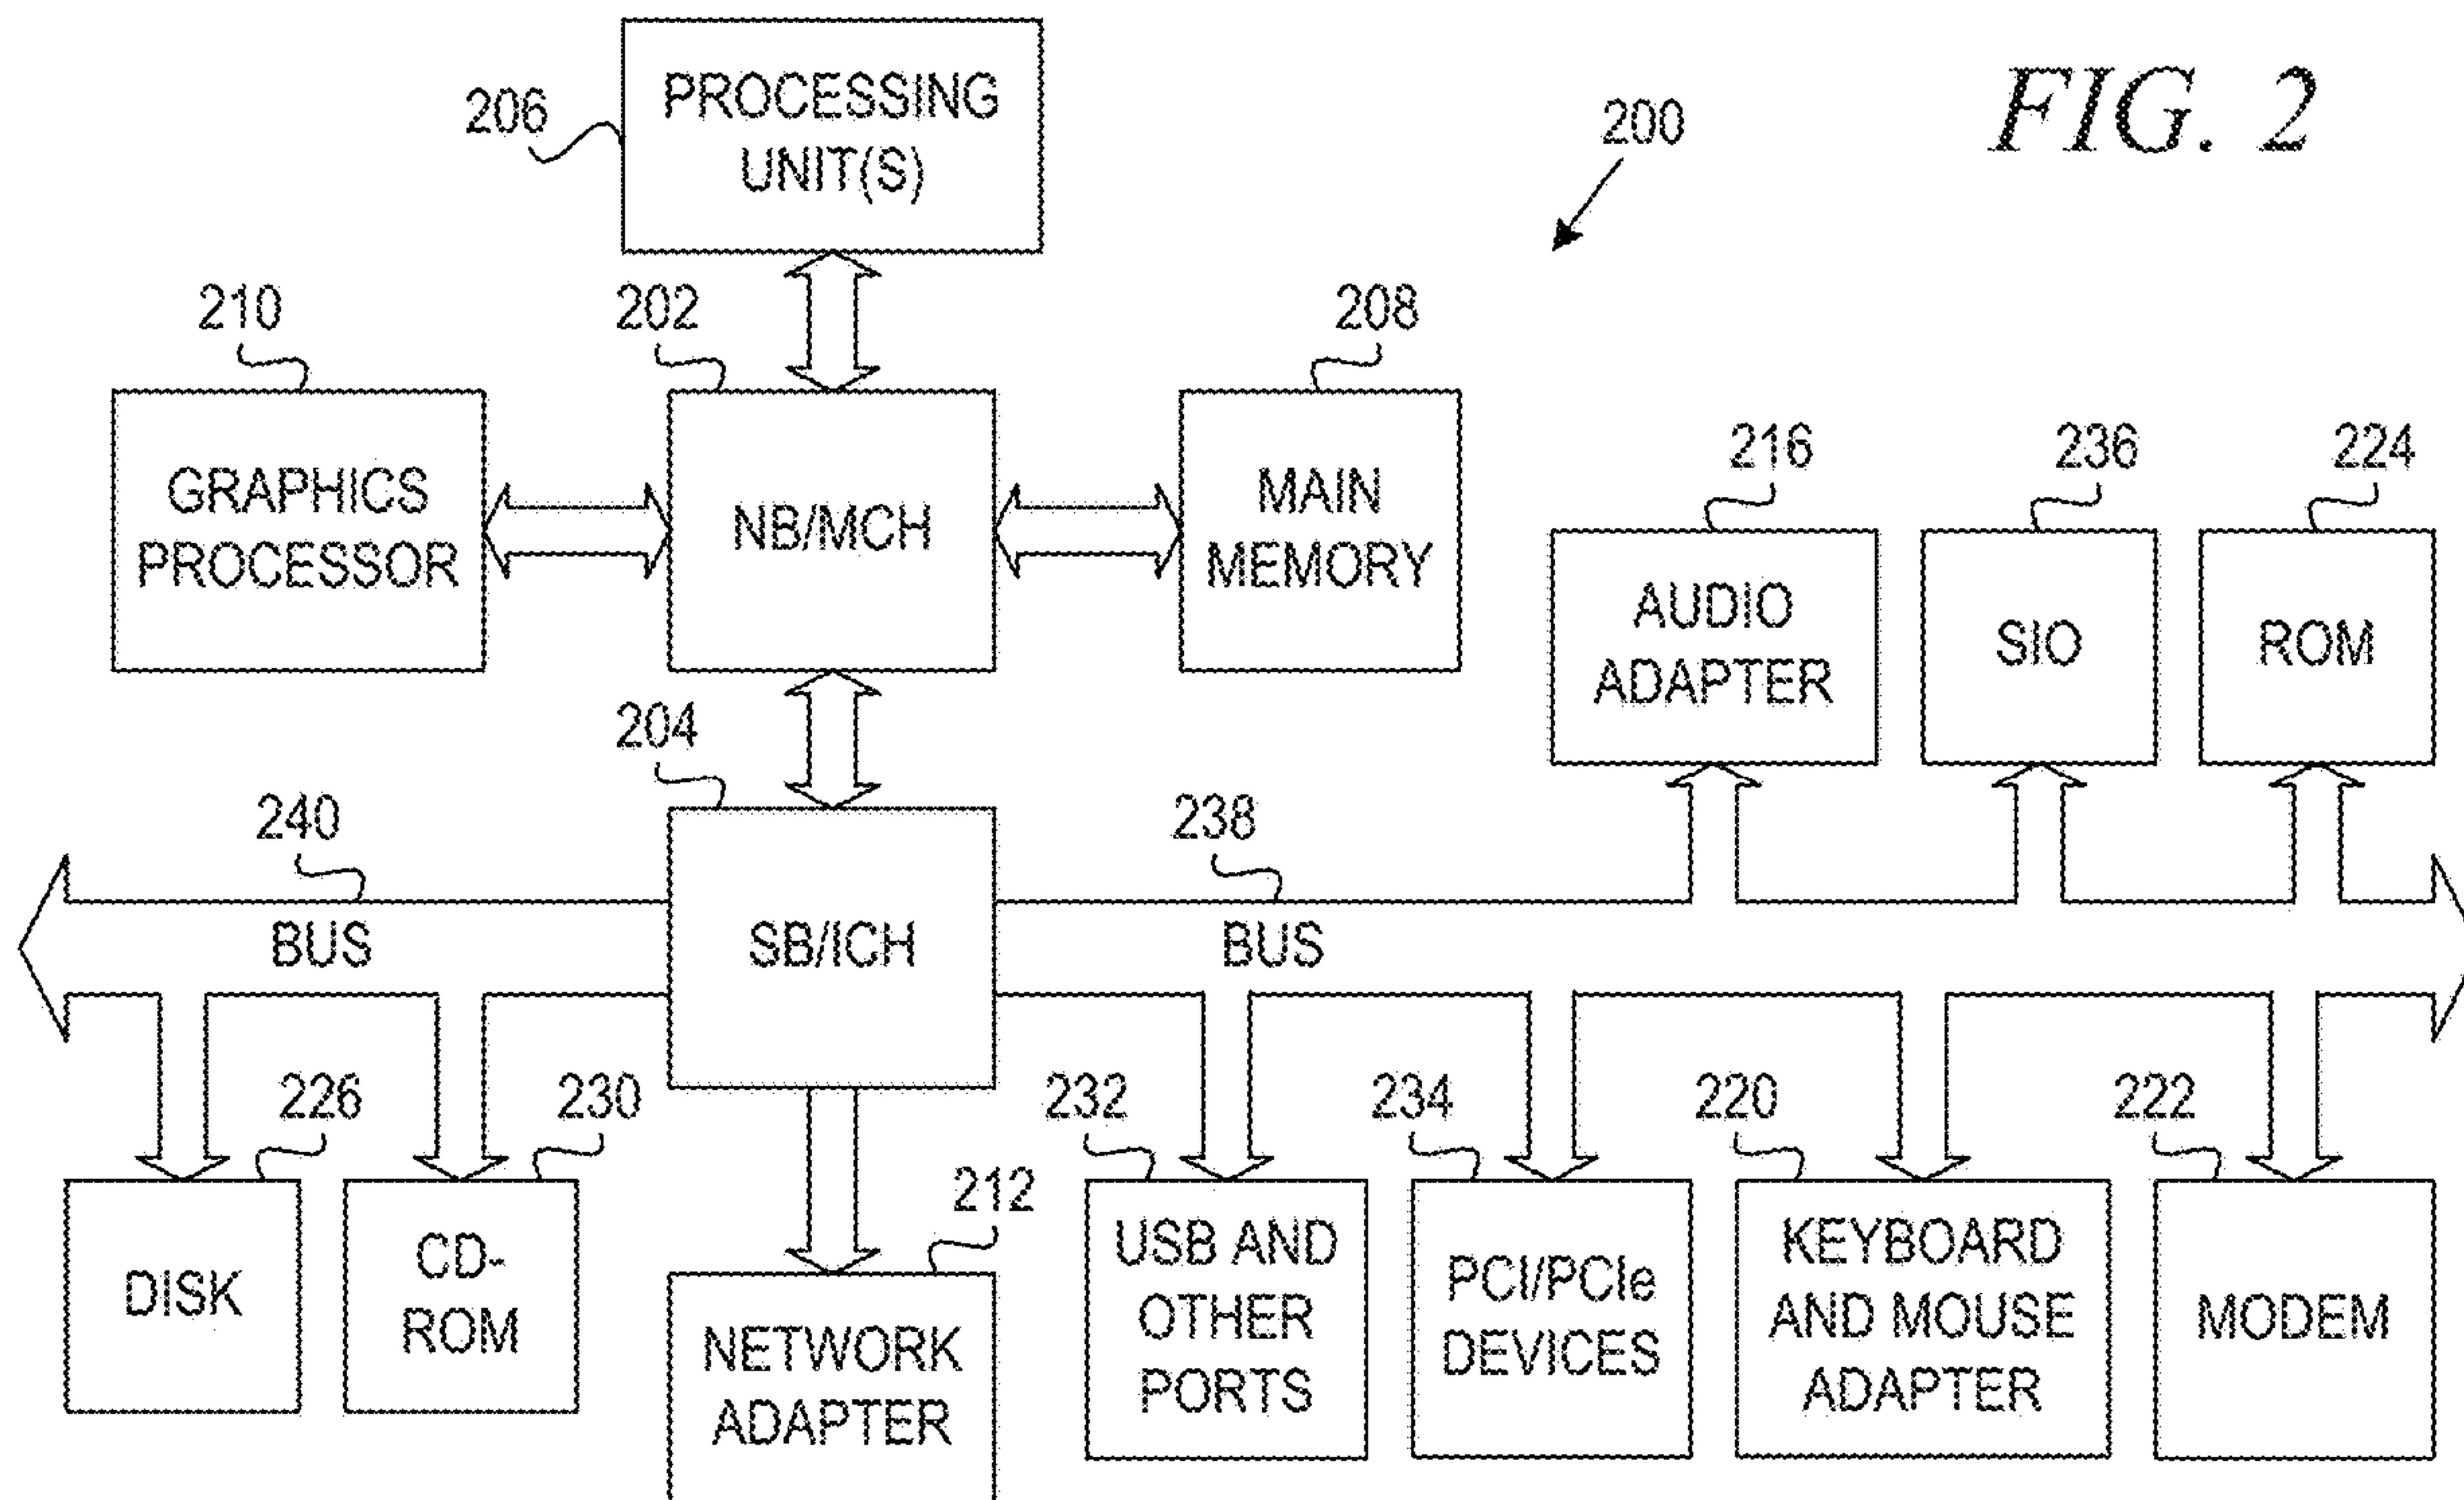 FIG. 2
200
206
PROCESSING
UNIT(S)
210
202
208
GRAPHICS
PROCESSOR
NB/MCH
MAIN
MEMORY
216
236
224
AUDIO
ADAPTER
SIO
ROM
204
240
238
BUS
SB/ICH
BUS
226
230
212
232
234
220
222
DISK
CD-
ROM
NETWORK
ADAPTER
USB AND
OTHER
PORTS
PCI/PCIe
DEVICES
KEYBOARD
AND MOUSE
ADAPTER
MODEM